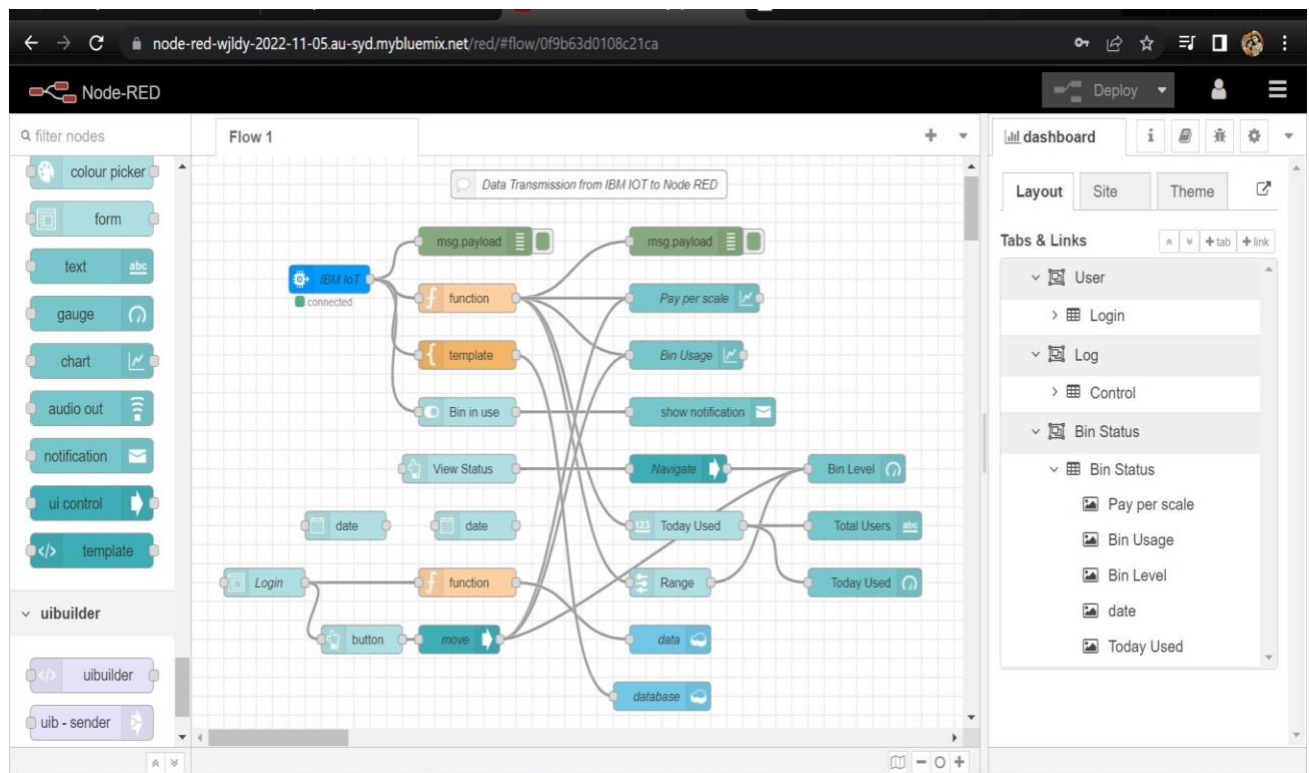 node-red-wjldy-2022-11-05.au-syd.mybluemix.net/red/#flow/0f9b63d0108c21ca
Node-RED
Deploy
filter nodes
colour picker
form
text
abc
gauge
chart
audio out
notification
ui control
template
uibuilder
uibuilder
uib - sender
Flow 1
Data Transmission from IBM IOT to Node RED
msg.payload
msg.payload
IBM IoT
connected
function
Pay per scale
template
Bin Usage
Bin in use
show notification
View Status
Navigate
Bin Level
date
date
123 Today Used
Total Users abc
Login
function
Range
Today Used
button
move
data
database
dashboard
i
Layout
Site
Theme
Tabs & Links
+ tab
+ link
User
Login
Log
Control
Bin Status
Bin Status
Pay per scale
Bin Usage
Bin Level
date
Today Used